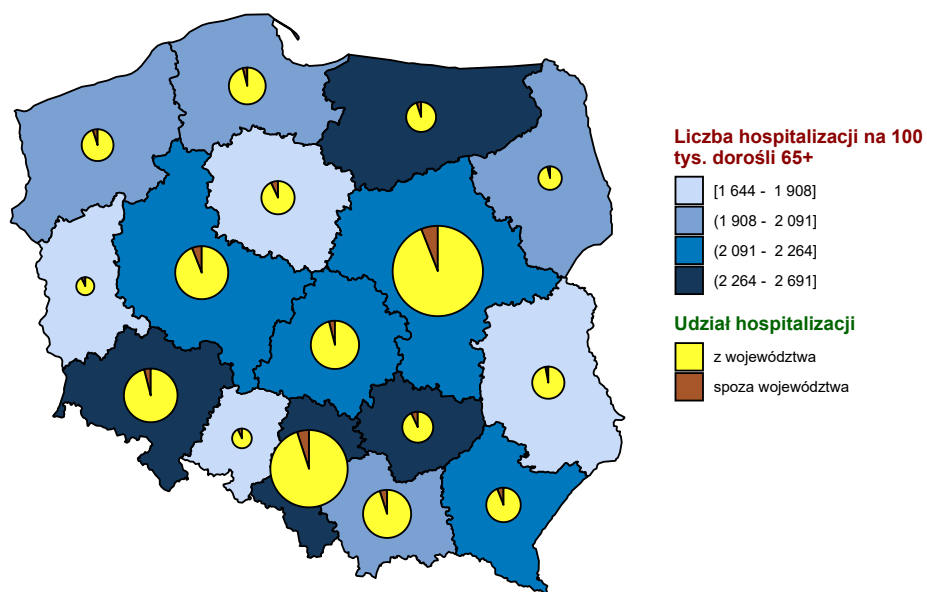 Liczba hospitalizacji na 100
tys. dorośli 65+
[1 644 - 1 908]
(1 908 - 2 091]
(2 091 - 2 264]
(2 264 - 2 691]
Udział hospitalizacji
z województwa
spoza województwa